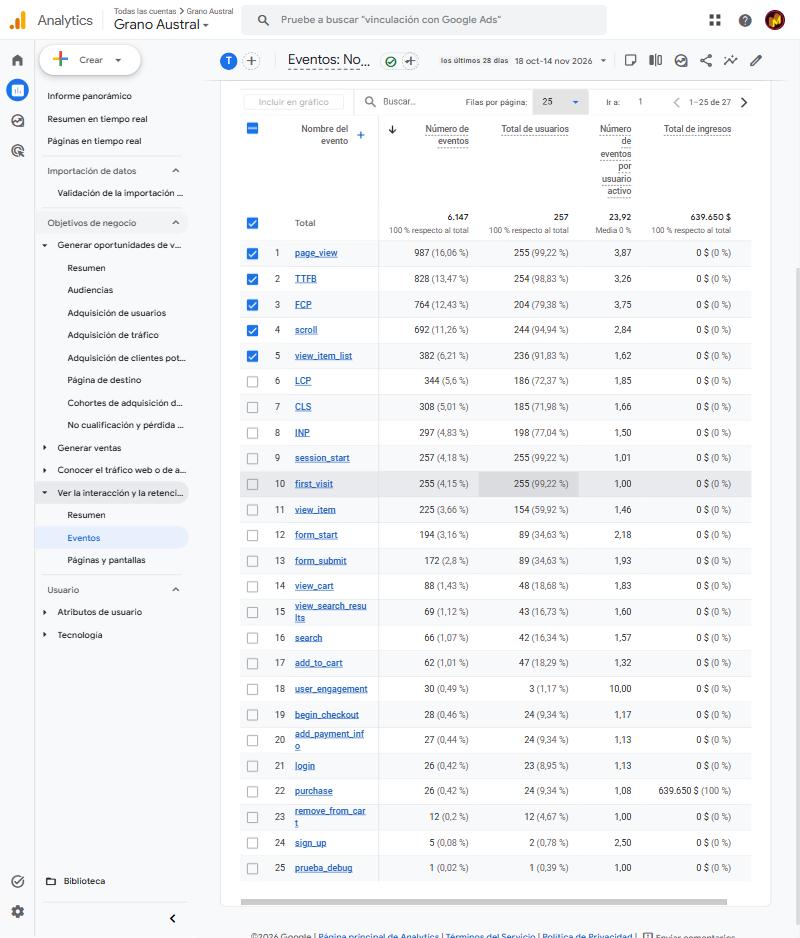 Analytics
Todas las cuentas > Grano Austral
Grano Austral
Pruebe a buscar "vinculación con Google Ads"
Crear
Informe panorámico
Resumen en tiempo real
Páginas en tiempo real
Importación de datos
Validación de la importación ...
Objetivos de negocio
Generar oportunidades de v...
Resumen
Audiencias
Adquisición de usuarios
Adquisición de tráfico
Adquisición de clientes pot...
Página de destino
Cohortes de adquisición d...
No cualificación y pérdida ...
Generar ventas
Conocer el tráfico web o de a...
Ver la interacción y la retenci...
Resumen
Eventos
Páginas y pantallas
Usuario
Atributos de usuario
Tecnología
Biblioteca
T
Eventos: No...
los últimos 28 días 18 oct-14 nov 2026
Incluir en gráfico
Buscar...
Filas por página: 25
Ir a: 1
1-25 de 27
Nombre del evento
Número de eventos
Total de usuarios
Número de eventos por usuario activo
Total de ingresos
Total 6.147 257 23,92 639.650 $
100 % respecto al total 100 % respecto al total Media 0 % 100 % respecto al total
1 page_view 987 (16,06 %) 255 (99,22 %) 3,87 0 $ (0 %)
2 TTFB 828 (13,47 %) 254 (98,83 %) 3,26 0 $ (0 %)
3 FCP 764 (12,43 %) 204 (79,38 %) 3,75 0 $ (0 %)
4 scroll 692 (11,26 %) 244 (94,94 %) 2,84 0 $ (0 %)
5 view_item_list 382 (6,21 %) 236 (91,83 %) 1,62 0 $ (0 %)
6 LCP 344 (5,6 %) 186 (72,37 %) 1,85 0 $ (0 %)
7 CLS 308 (5,01 %) 185 (71,98 %) 1,66 0 $ (0 %)
8 INP 297 (4,83 %) 198 (77,04 %) 1,50 0 $ (0 %)
9 session_start 257 (4,18 %) 255 (99,22 %) 1,01 0 $ (0 %)
10 first_visit 255 (4,15 %) 255 (99,22 %) 1,00 0 $ (0 %)
11 view_item 225 (3,66 %) 154 (59,92 %) 1,46 0 $ (0 %)
12 form_start 194 (3,16 %) 89 (34,63 %) 2,18 0 $ (0 %)
13 form_submit 172 (2,8 %) 89 (34,63 %) 1,93 0 $ (0 %)
14 view_cart 88 (1,43 %) 48 (18,68 %) 1,83 0 $ (0 %)
15 view_search_results 69 (1,12 %) 43 (16,73 %) 1,60 0 $ (0 %)
16 search 66 (1,07 %) 42 (16,34 %) 1,57 0 $ (0 %)
17 add_to_cart 62 (1,01 %) 47 (18,29 %) 1,32 0 $ (0 %)
18 user_engagement 30 (0,49 %) 3 (1,17 %) 10,00 0 $ (0 %)
19 begin_checkout 28 (0,46 %) 24 (9,34 %) 1,17 0 $ (0 %)
20 add_payment_info 27 (0,44 %) 24 (9,34 %) 1,13 0 $ (0 %)
21 login 26 (0,42 %) 23 (8,95 %) 1,13 0 $ (0 %)
22 purchase 26 (0,42 %) 24 (9,34 %) 1,08 639.650 $ (100 %)
23 remove_from_cart 12 (0,2 %) 12 (4,67 %) 1,00 0 $ (0 %)
24 sign_up 5 (0,08 %) 2 (0,78 %) 2,50 0 $ (0 %)
25 prueba_debug 1 (0,02 %) 1 (0,39 %) 1,00 0 $ (0 %)
©2026 Google | Página principal de Analytics | Términos del Servicio | Política de Privacidad | Enviar comentarios